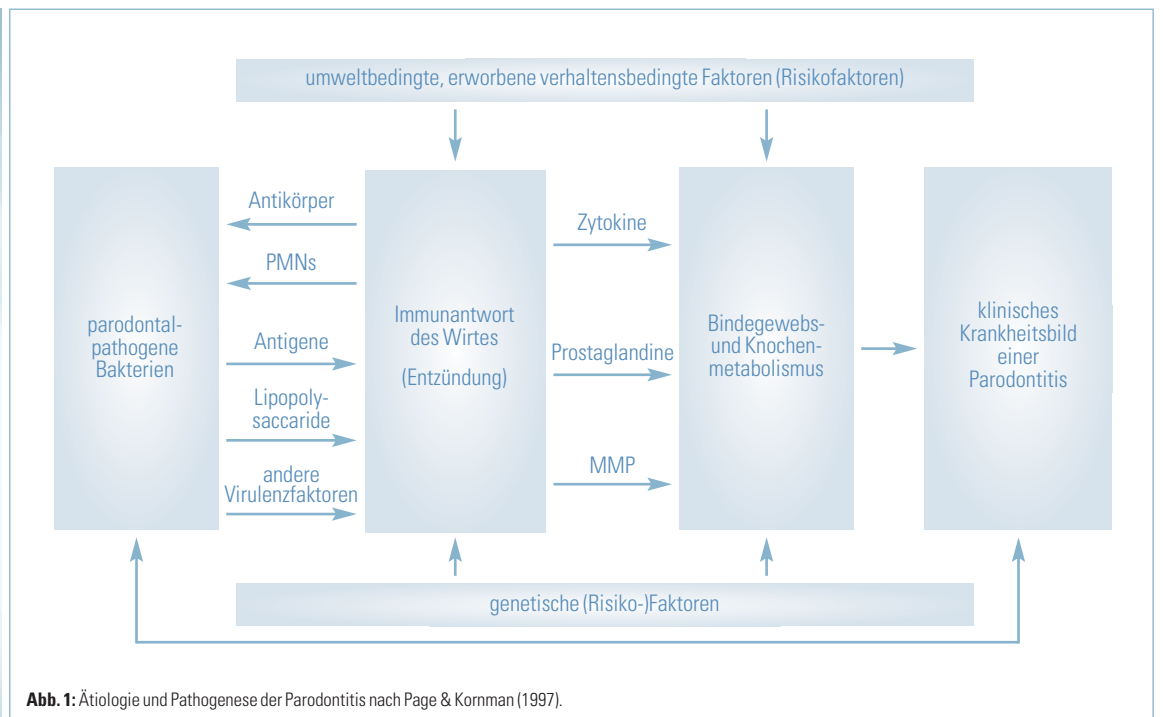 umweltbedingte, erworbene verhaltensbedingte Faktoren (Risikofaktoren)
parodontal-
pathogene
Bakterien
Antikörper
PMNs
Antigene
Lipopoly-
saccaride
andere
Virulenzfaktoren
Immunantwort
des Wirtes
(Entzündung)
Zytokine
Prostaglandine
MMP
Bindegewebs-
und Knochen-
metabolismus
klinisches
Krankheitsbild
einer
Parodontitis
genetische (Risiko-)Faktoren
Abb. 1: Ätiologie und Pathogenese der Parodontitis nach Page & Kornman (1997).